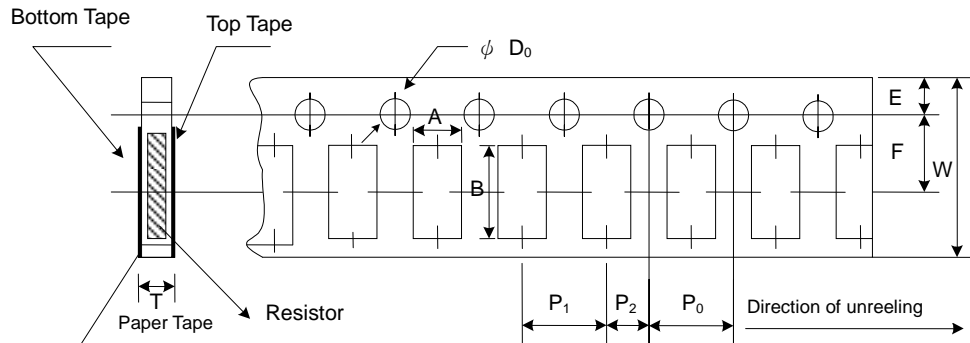 Bottom Tape
Top Tape
ψ D₀
E
A
F
W
B
T
Paper Tape
Resistor
P₁
P₂
P₀
Direction of unreeling